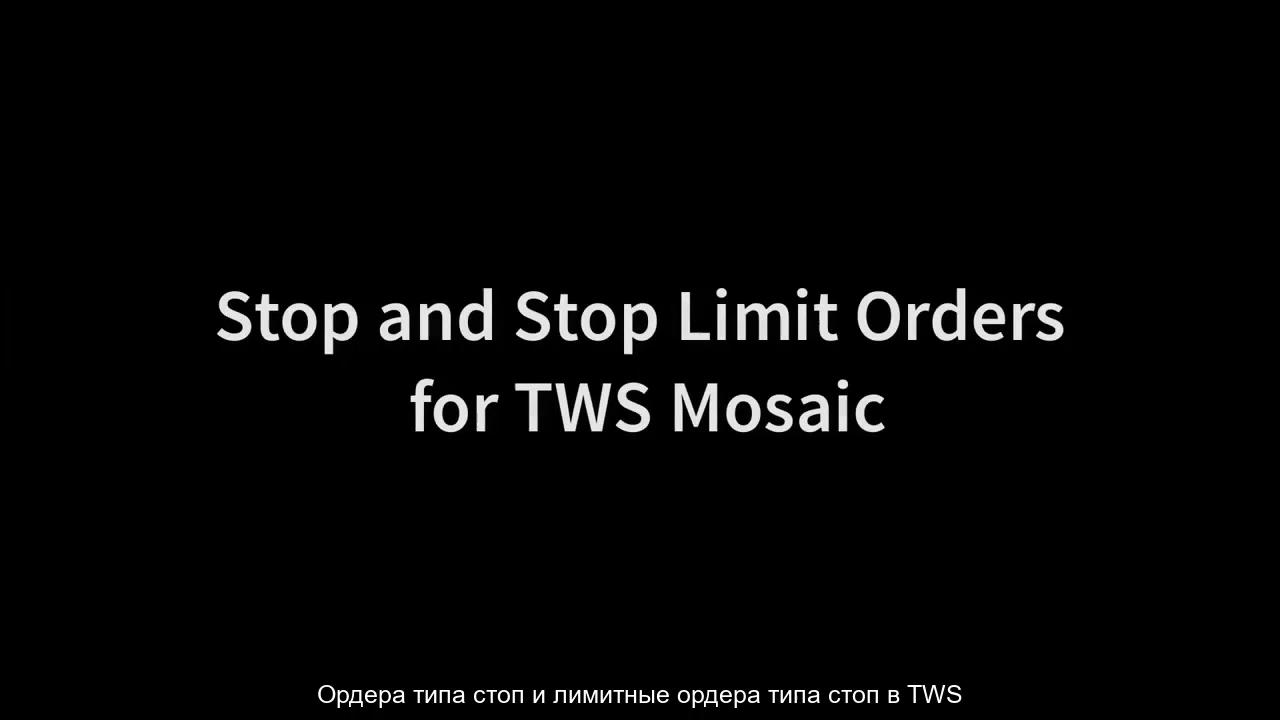 Stop and Stop Limit Orders
for TWS Mosaic
Ордера типа стоп и лимитные ордера типа стоп в TWS